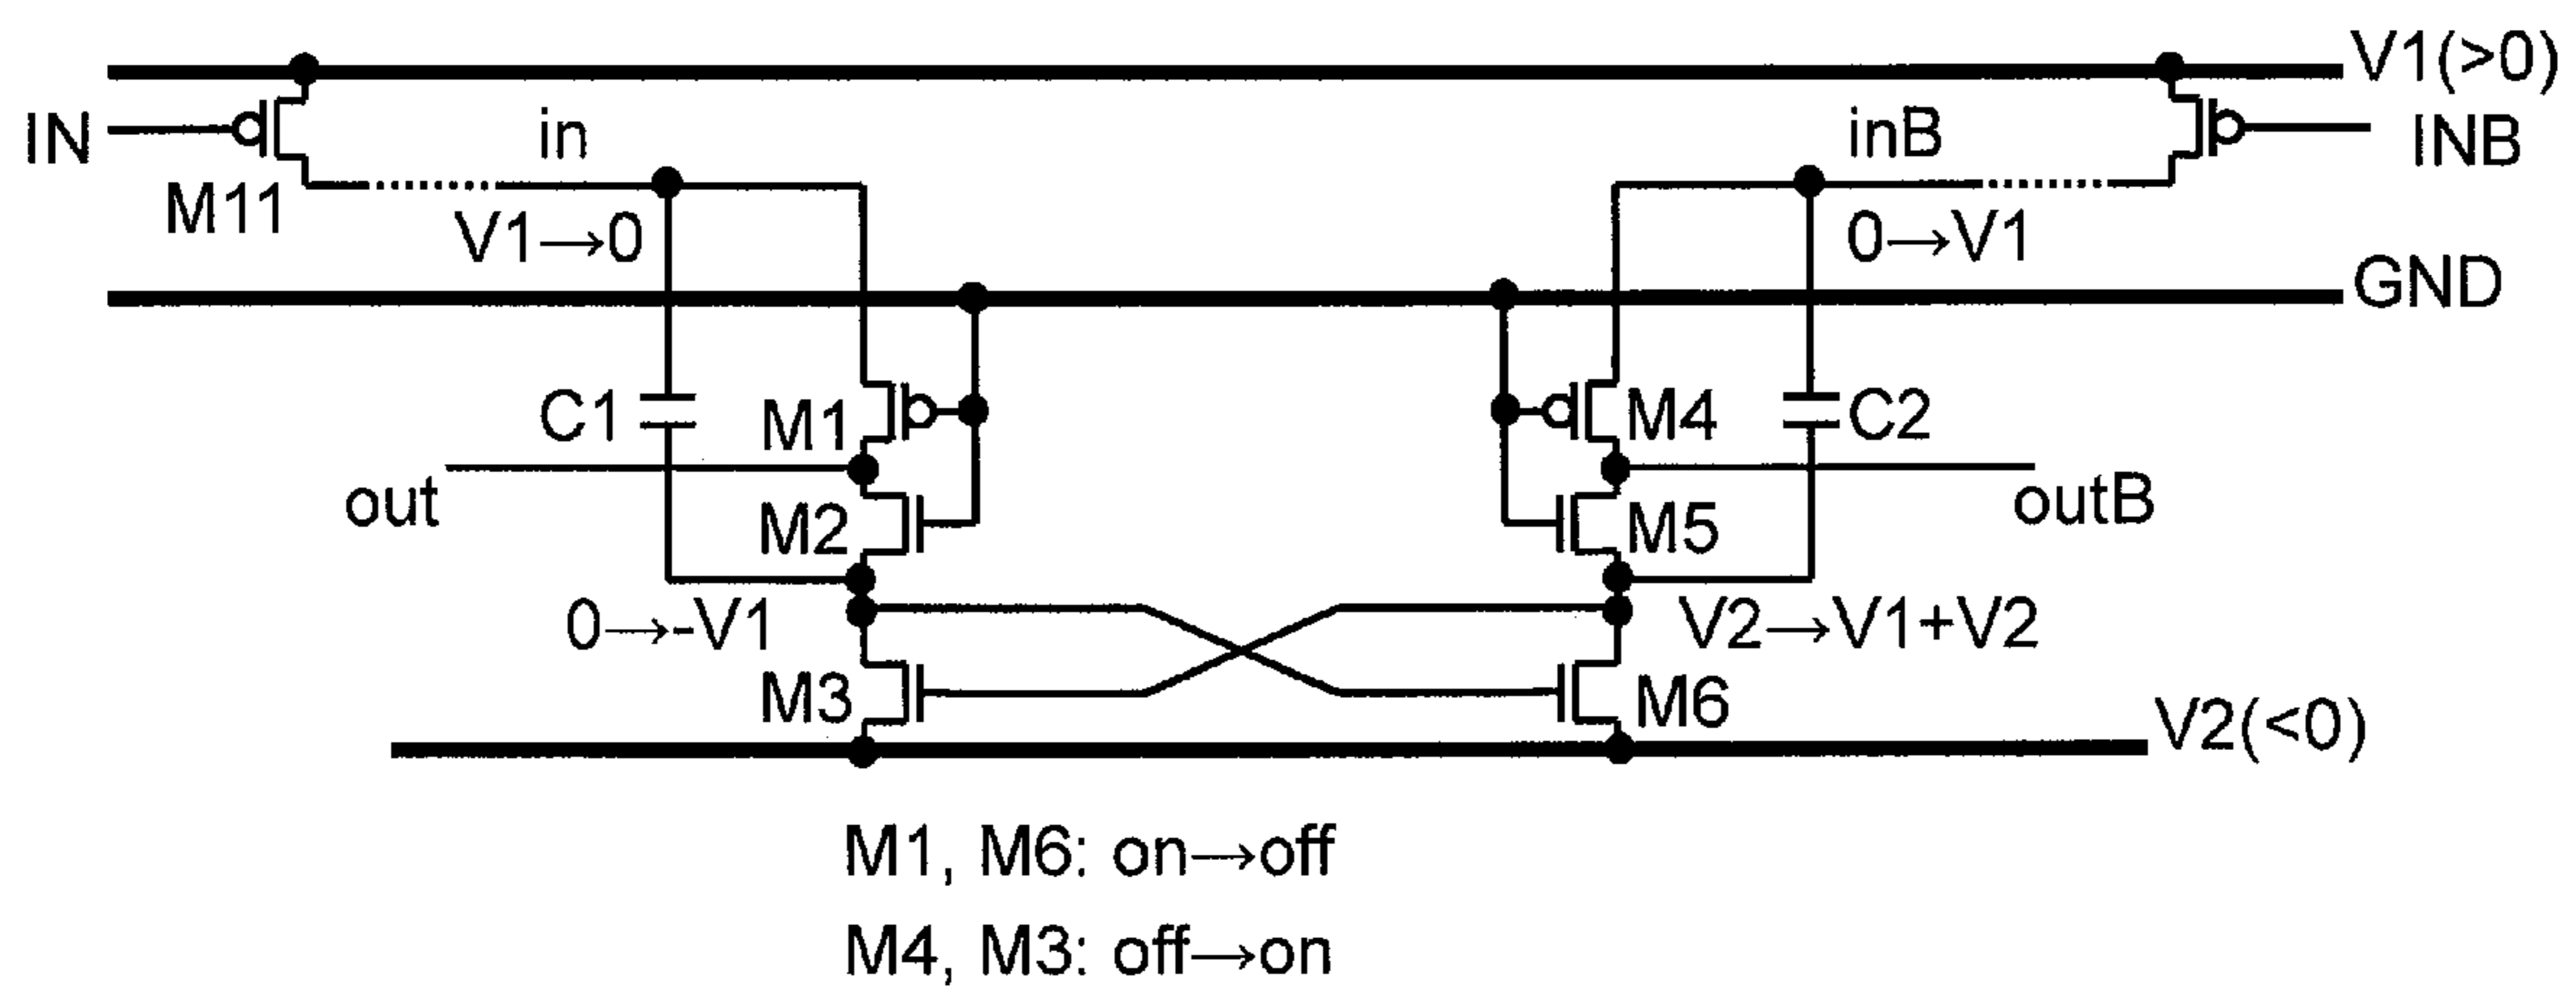 V1(>0)
IN
in
inB
INB
M11
V1→0
0→V1
GND
C1
M1
M4
C2
out
M2
M5
outB
0→-V1
V2→V1+V2
M3
M6
V2(<0)
M1, M6: on→off
M4, M3: off→on